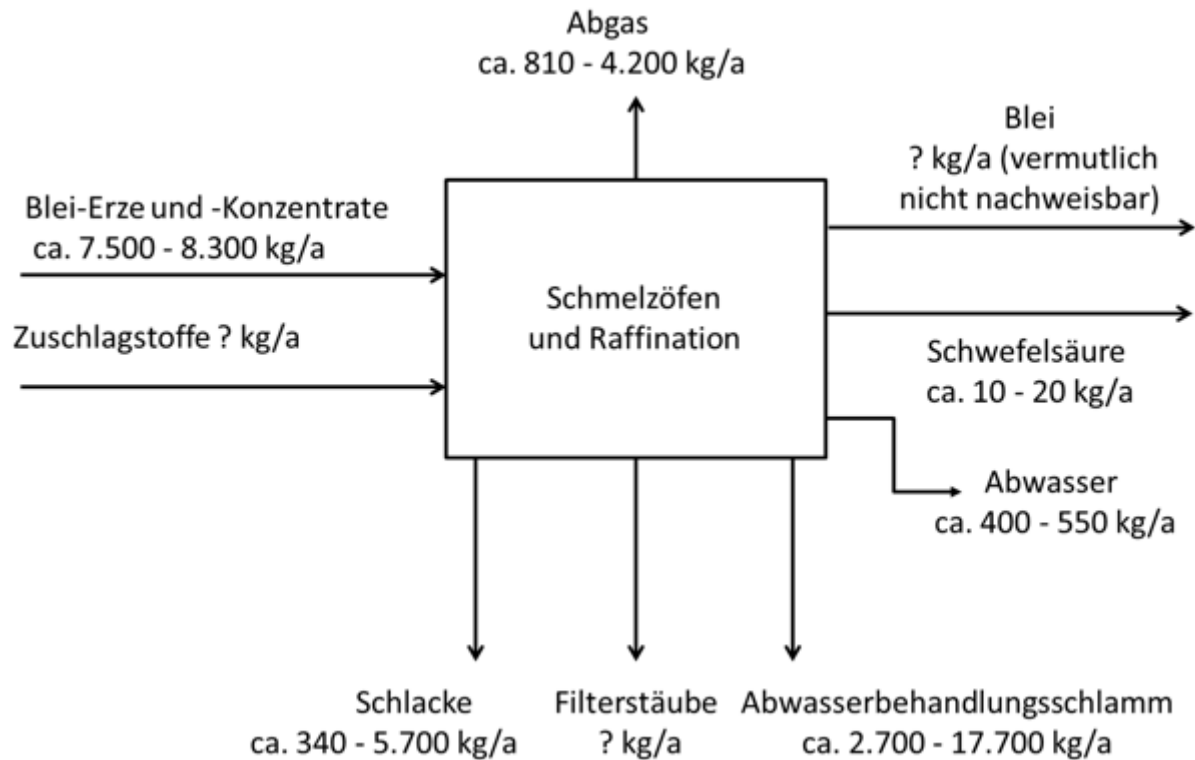 Abgas
ca. 810 - 4.200 kg/a
Blei
? kg/a (vermutlich
nicht nachweisbar)
Blei-Erze und -Konzentrate
ca. 7.500 - 8.300 kg/a
Zuschlagstoffe ? kg/a
Schmelzöfen
und Raffination
Schwefelsäure
ca. 10 - 20 kg/a
Abwasser
ca. 400 - 550 kg/a
Schlacke
ca. 340 - 5.700 kg/a
Filterstäube
? kg/a
Abwasserbehandlungsschlamm
ca. 2.700 - 17.700 kg/a